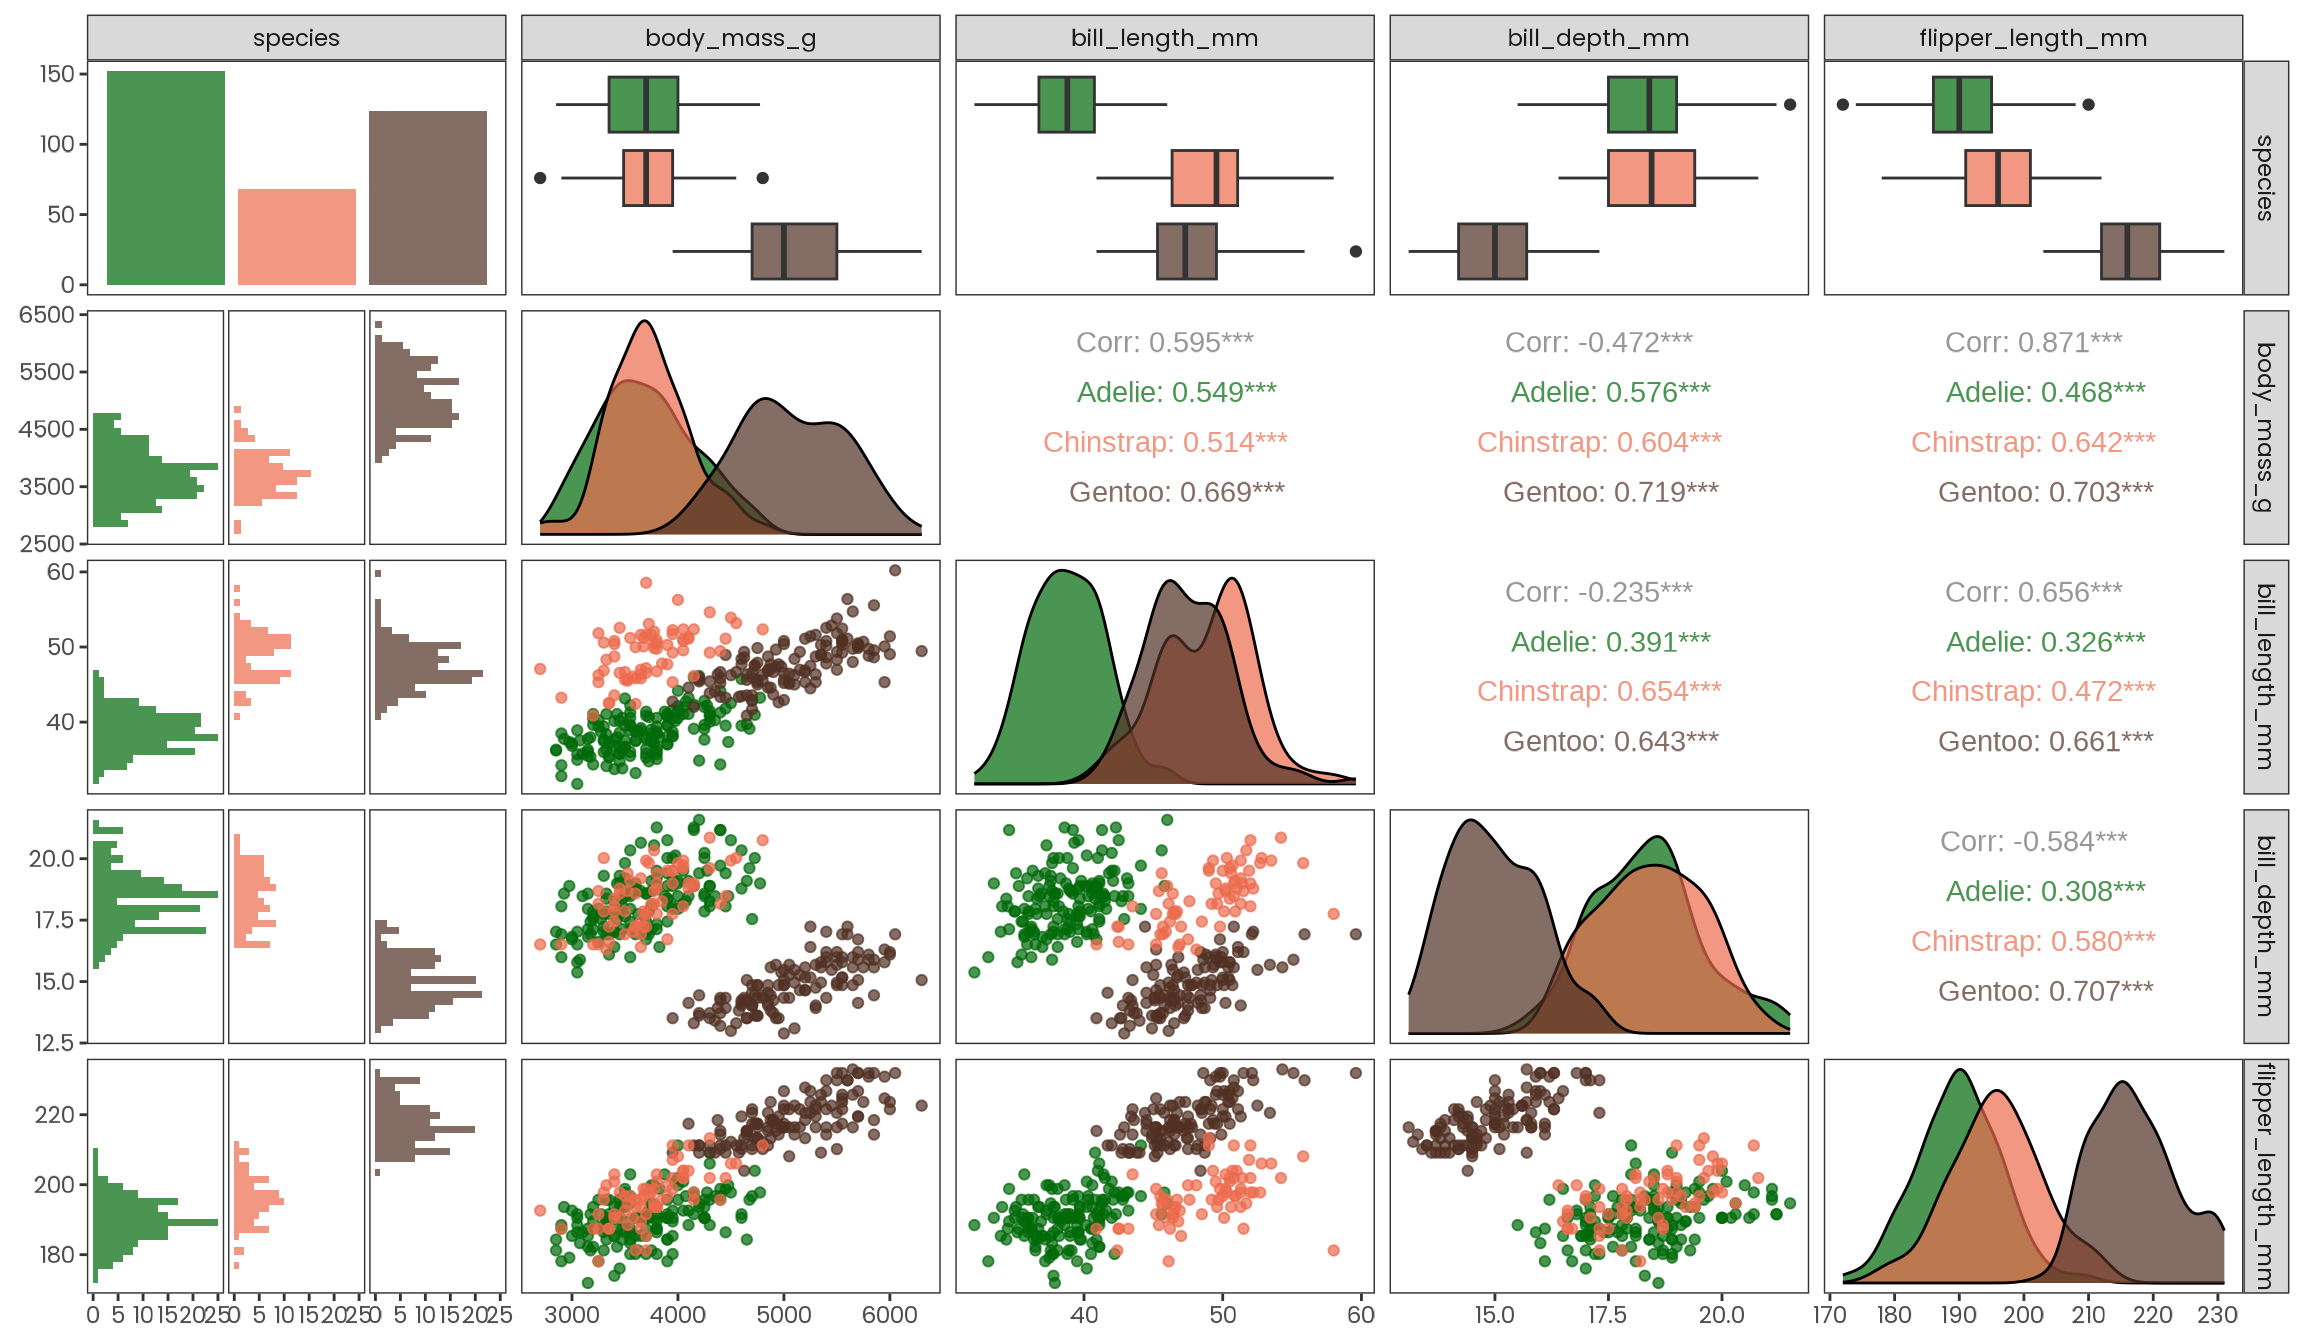 species
body_mass_g
bill_length_mm
bill_depth_mm
flipper_length_mm
150
100
50
0
species
6500
5500
4500
3500
2500
Corr: 0.595***
Adelie: 0.549***
Chinstrap: 0.514***
Gentoo: 0.669***
Corr: -0.472***
Adelie: 0.576***
Chinstrap: 0.604***
Gentoo: 0.719***
Corr: 0.871***
Adelie: 0.468***
Chinstrap: 0.642***
Gentoo: 0.703***
body_mass_g
60
50
40
Corr: -0.235***
Adelie: 0.391***
Chinstrap: 0.654***
Gentoo: 0.643***
Corr: 0.656***
Adelie: 0.326***
Chinstrap: 0.472***
Gentoo: 0.661***
bill_length_mm
20.0
17.5
15.0
12.5
Corr: -0.584***
Adelie: 0.308***
Chinstrap: 0.580***
Gentoo: 0.707***
bill_depth_mm
220
200
180
flipper_length_mm
0 5 10 15 20 25
0 5 10 15 20 25
0 5 10 15 20 25
3000 4000 5000 6000
40 50 60
15.0 17.5 20.0
170 180 190 200 210 220 230